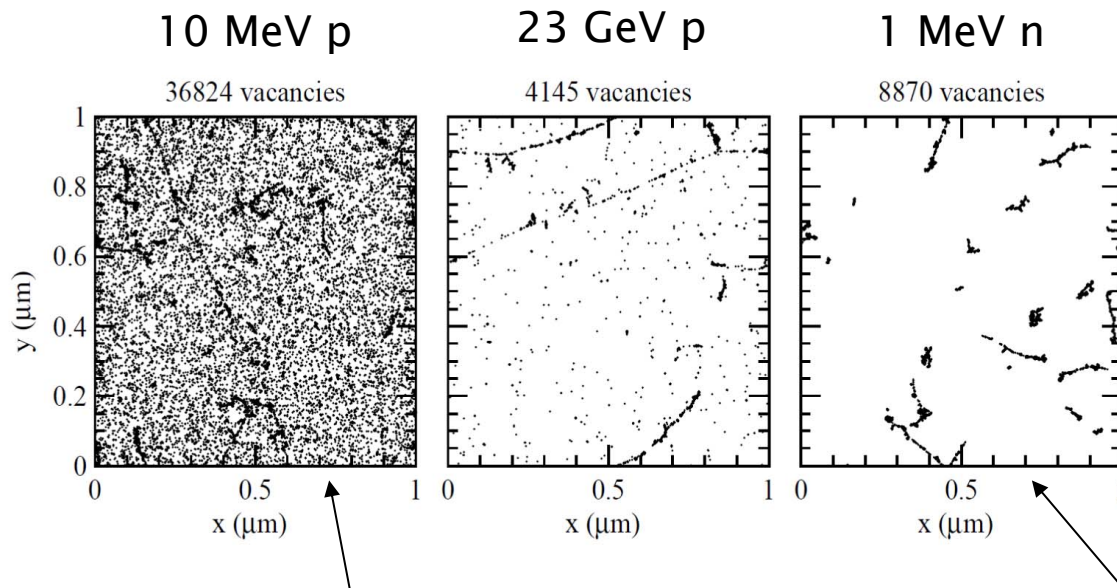 10 MeV p
23 GeV p
1 MeV n
36824 vacancies
4145 vacancies
8870 vacancies
1
0.8
0.6
0.4
0.2
0
y (μm)
0
0.5
1
0
0.5
1
0
0.5
x (μm)
x (μm)
x (μm)